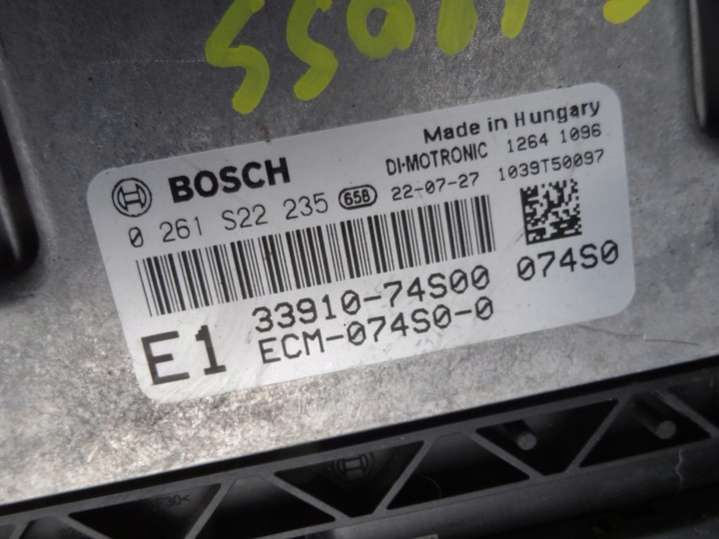 Made in Hungary
BOSCH
DI-MOTRONIC 1264 1096
0 261 S22 235 65B 22-07-27 1039T50097
33910-74S00 074S0
E1 ECM-074S0-0